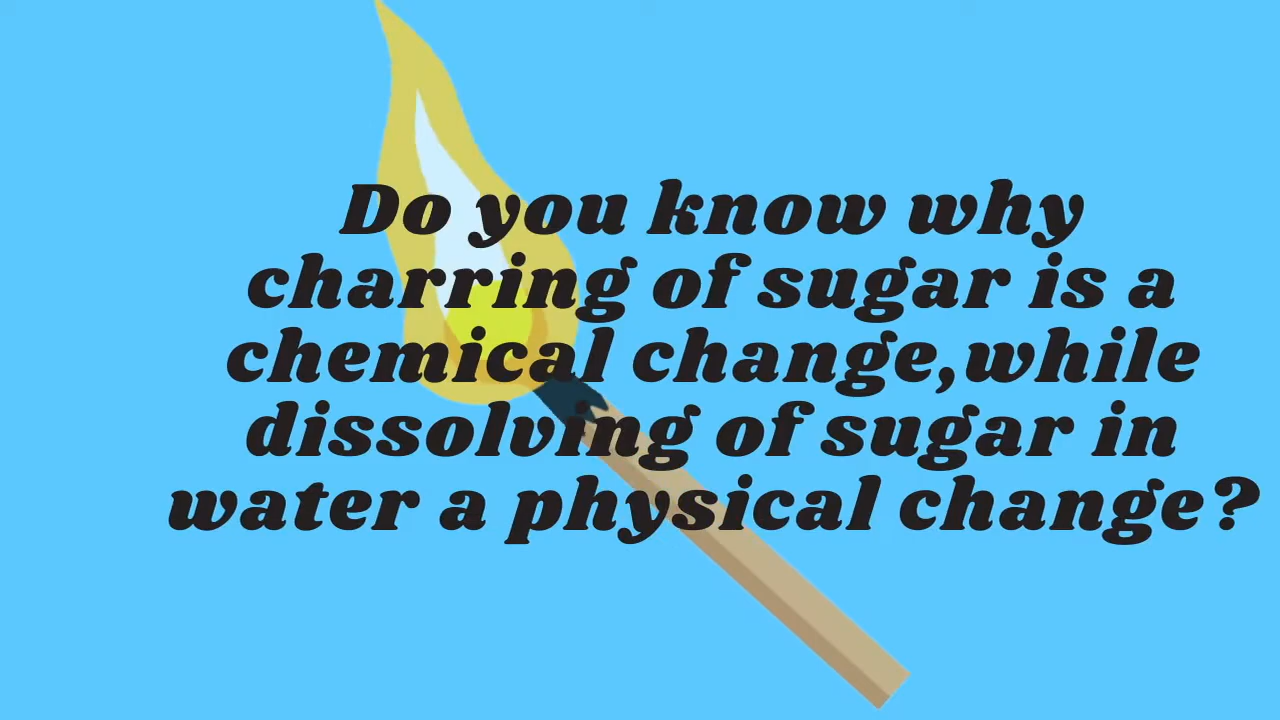 Do you know why
charring of sugar is a
chemical change,while
dissolving of sugar in
water a physical change?